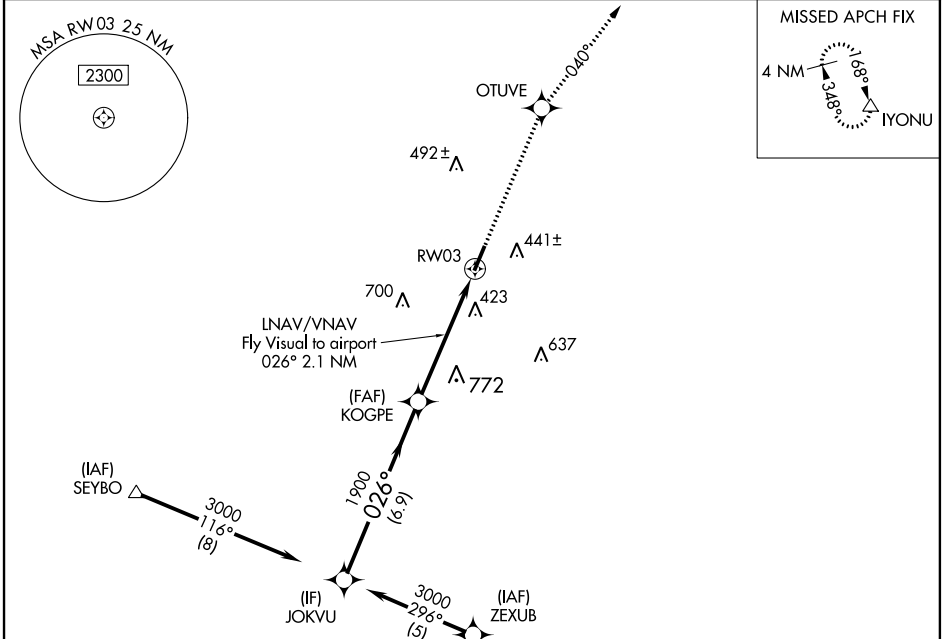 MSA RW03 25 NM
2300
MISSED APCH FIX
4 NM
168°
348°
IYONU
040°
OTUVE
492±
RW03
441±
700
423
LNAV/VNAV
Fly Visual to airport
026° 2.1 NM
637
772
(FAF)
KOGPE
1900
026°
(6.9)
(IAF)
SEYBO
3000
116°
(8)
(IF)
JOKVU
3000
296°
(5)
(IAF)
ZEXUB